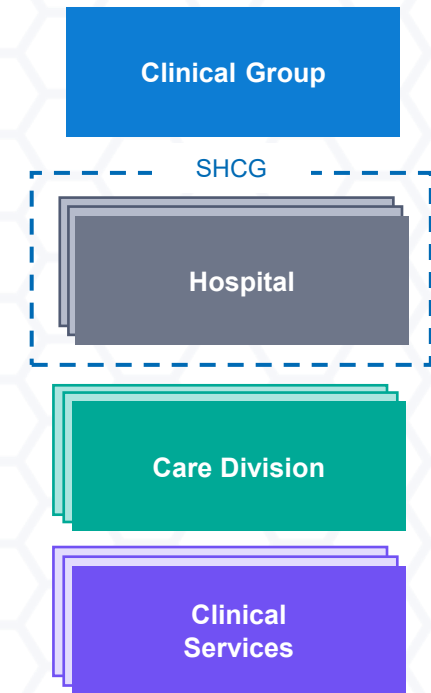 Clinical Group
SHCG
Hospital
Care Division
Clinical
Services